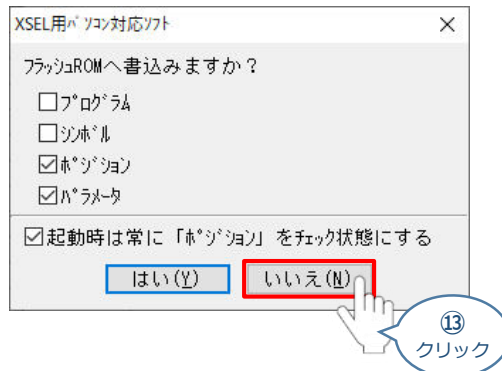 XSEL用ﾊﾟｿｺﾝ対応ｿﾌﾄ
ﾌﾗｯｼｭROMへ書込みますか？
ﾌﾟﾛｸﾞﾗﾑ
ｼﾝﾎﾞﾙ
ﾎﾟｼﾞｼｮﾝ
ﾊﾟﾗﾒｰﾀ
起動時は常に「ﾎﾟｼﾞｼｮﾝ」をﾁｪｯｸ状態にする
はい(Y) いいえ(N)
⑬
クリック